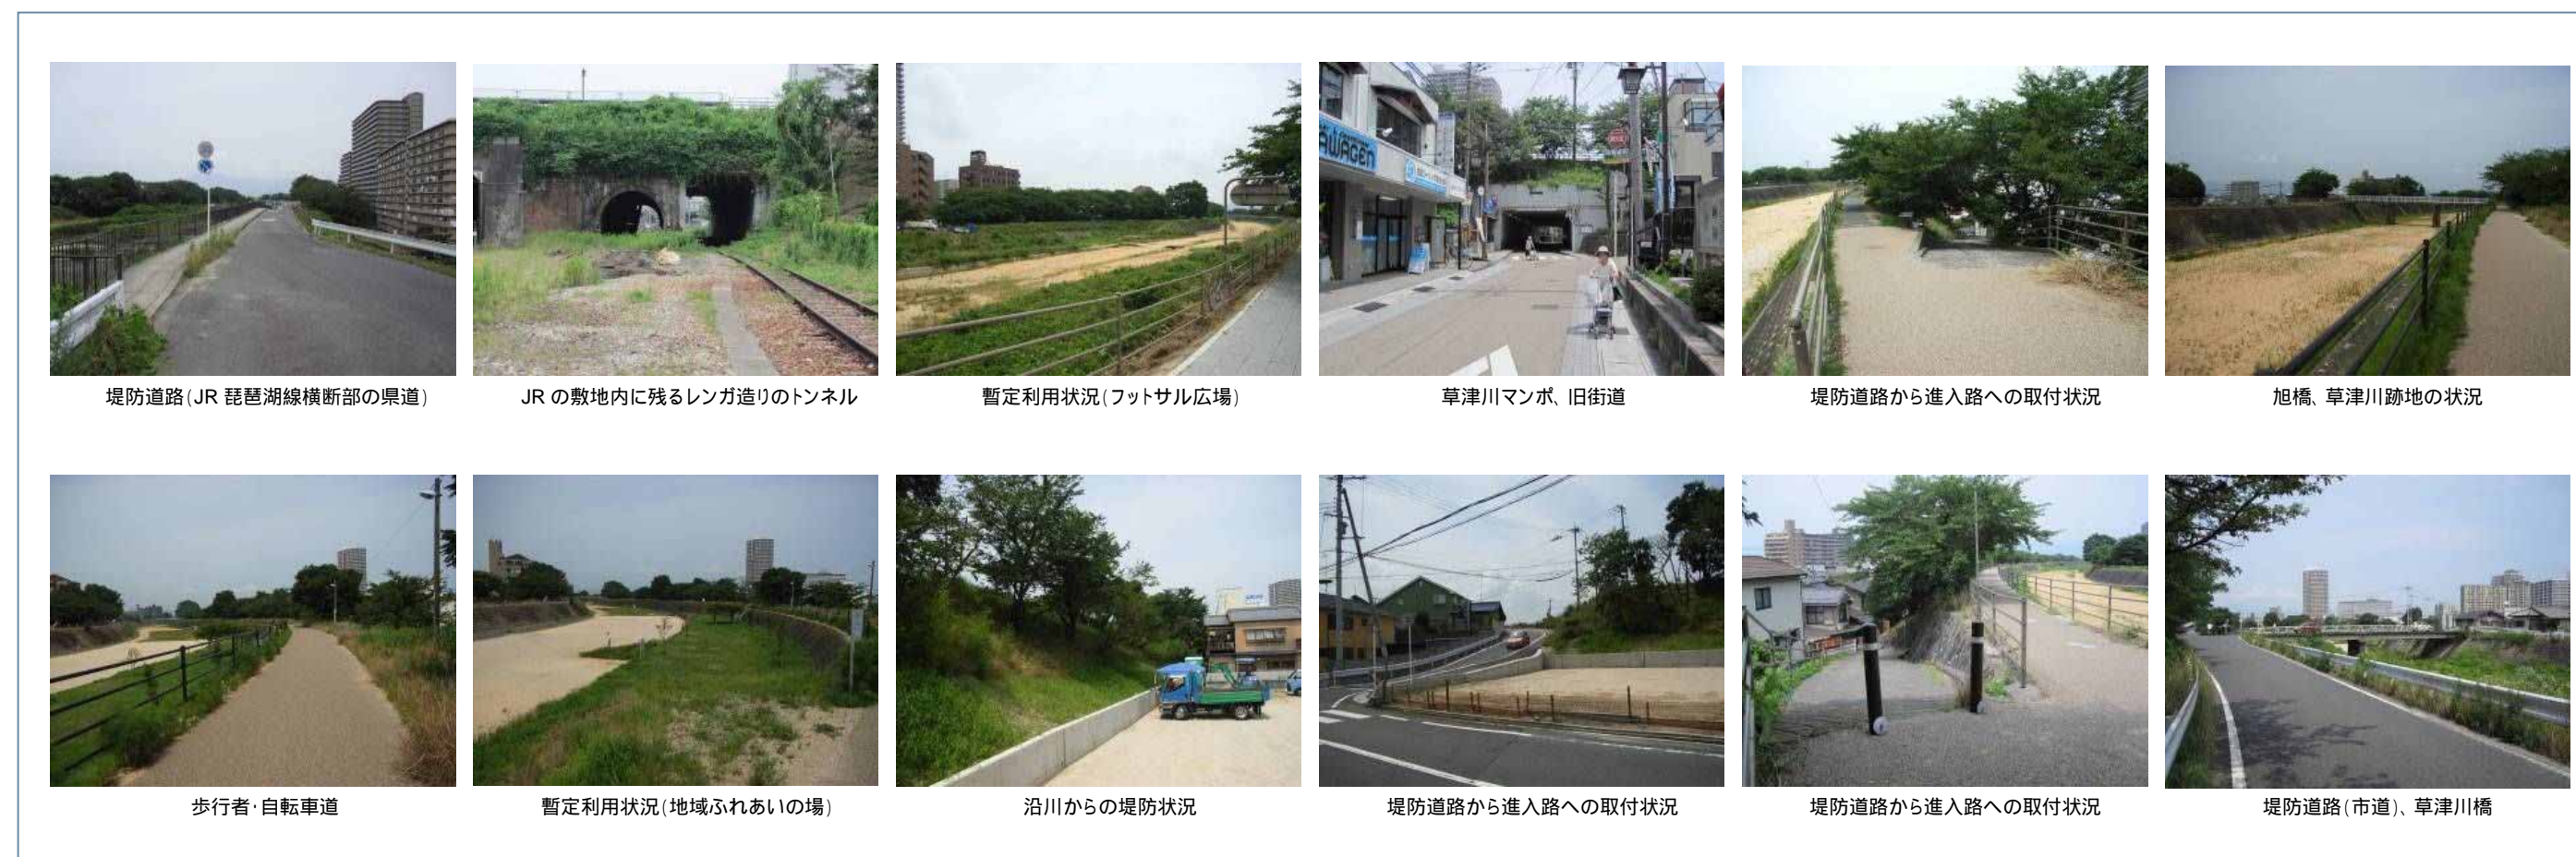 AWAGEN
堤防道路(JR 琵琶湖線横断部の県道)
JR の敷地内に残るレンガ造りのトンネル
暫定利用状況(フットサル広場)
草津川マンポ、旧街道
堤防道路から進入路への取付状況
旭橋、草津川跡地の状況
歩行者・自転車道
暫定利用状況(地域ふれあいの場)
沿川からの堤防状況
堤防道路から進入路への取付状況
堤防道路から進入路への取付状況
堤防道路(市道)、草津川橋